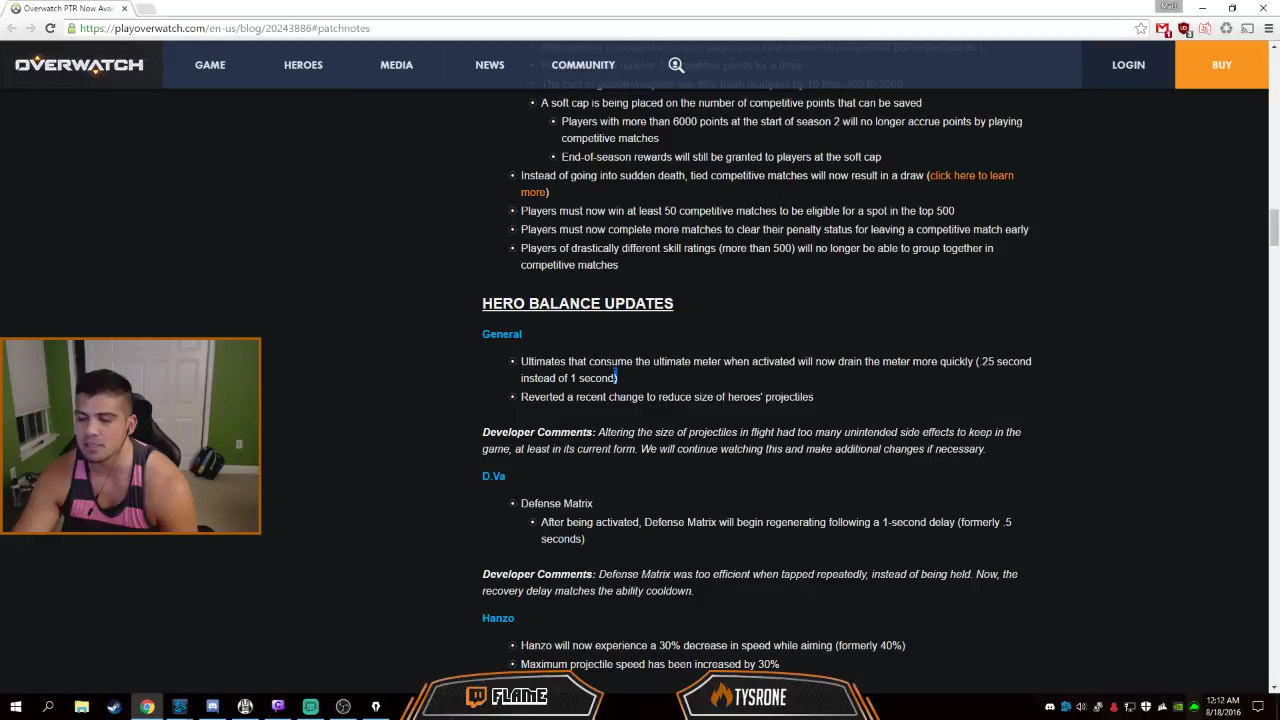 Overwatch PTR Now Avai
Matt
https://playoverwatch.com/en-us/blog/20243886#patchnotes
OVERWATCH
GAME HEROES MEDIA NEWS COMMUNITY LOGIN BUY
A soft cap is being placed on the number of competitive points that can be saved
Players with more than 6000 points at the start of season 2 will no longer accrue points by playing
competitive matches
End-of-season rewards will still be granted to players at the soft cap
Instead of going into sudden death, tied competitive matches will now result in a draw (click here to learn
more)
Players must now win at least 50 competitive matches to be eligible for a spot in the top 500
Players must now complete more matches to clear their penalty status for leaving a competitive match early
Players of drastically different skill ratings (more than 500) will no longer be able to group together in
competitive matches
HERO BALANCE UPDATES
General
Ultimates that consume the ultimate meter when activated will now drain the meter more quickly (.25 second
instead of 1 second)
Reverted a recent change to reduce size of heroes' projectiles
Developer Comments: Altering the size of projectiles in flight had too many unintended side effects to keep in the
game, at least in its current form. We will continue watching this and make additional changes if necessary.
D.Va
Defense Matrix
After being activated, Defense Matrix will begin regenerating following a 1-second delay (formerly .5
seconds)
Developer Comments: Defense Matrix was too efficient when tapped repeatedly, instead of being held. Now, the
recovery delay matches the ability cooldown.
Hanzo
Hanzo will now experience a 30% decrease in speed while aiming (formerly 40%)
Maximum projectile speed has been increased by 30%
FLAME
TYSRONE
12:12 AM
8/18/2016